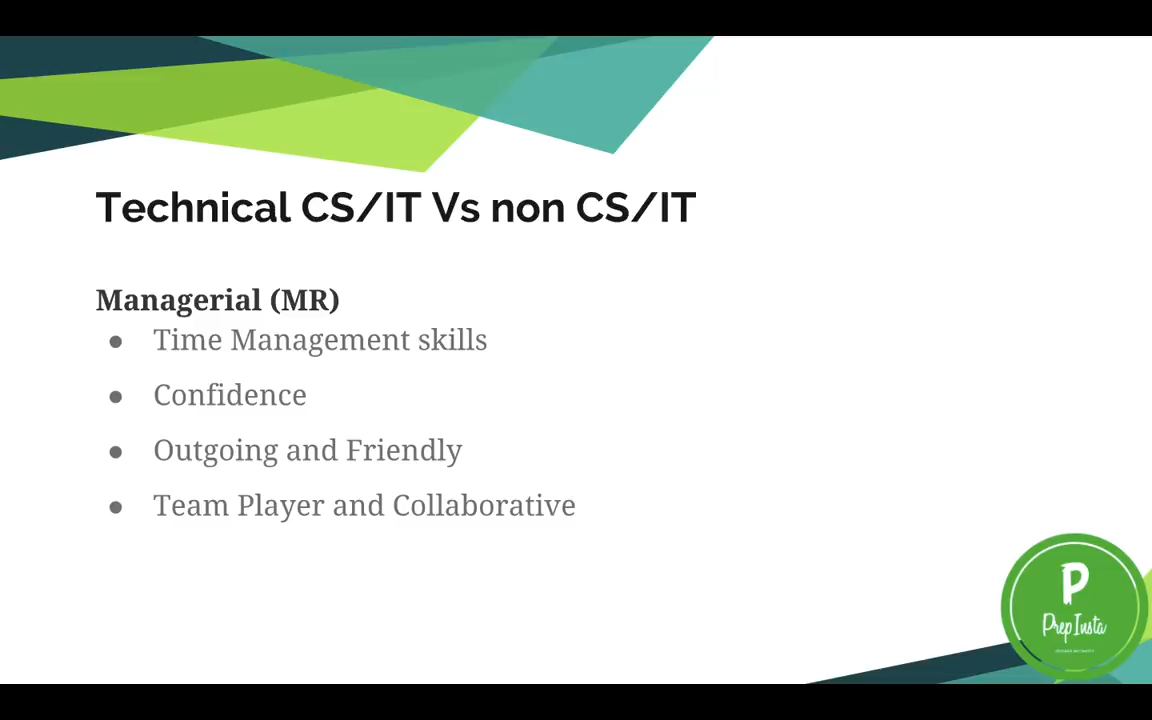 Technical CS/IT Vs non CS/IT
Managerial (MR)
● Time Management skills
● Confidence
● Outgoing and Friendly
● Team Player and Collaborative
P
Prep Insta